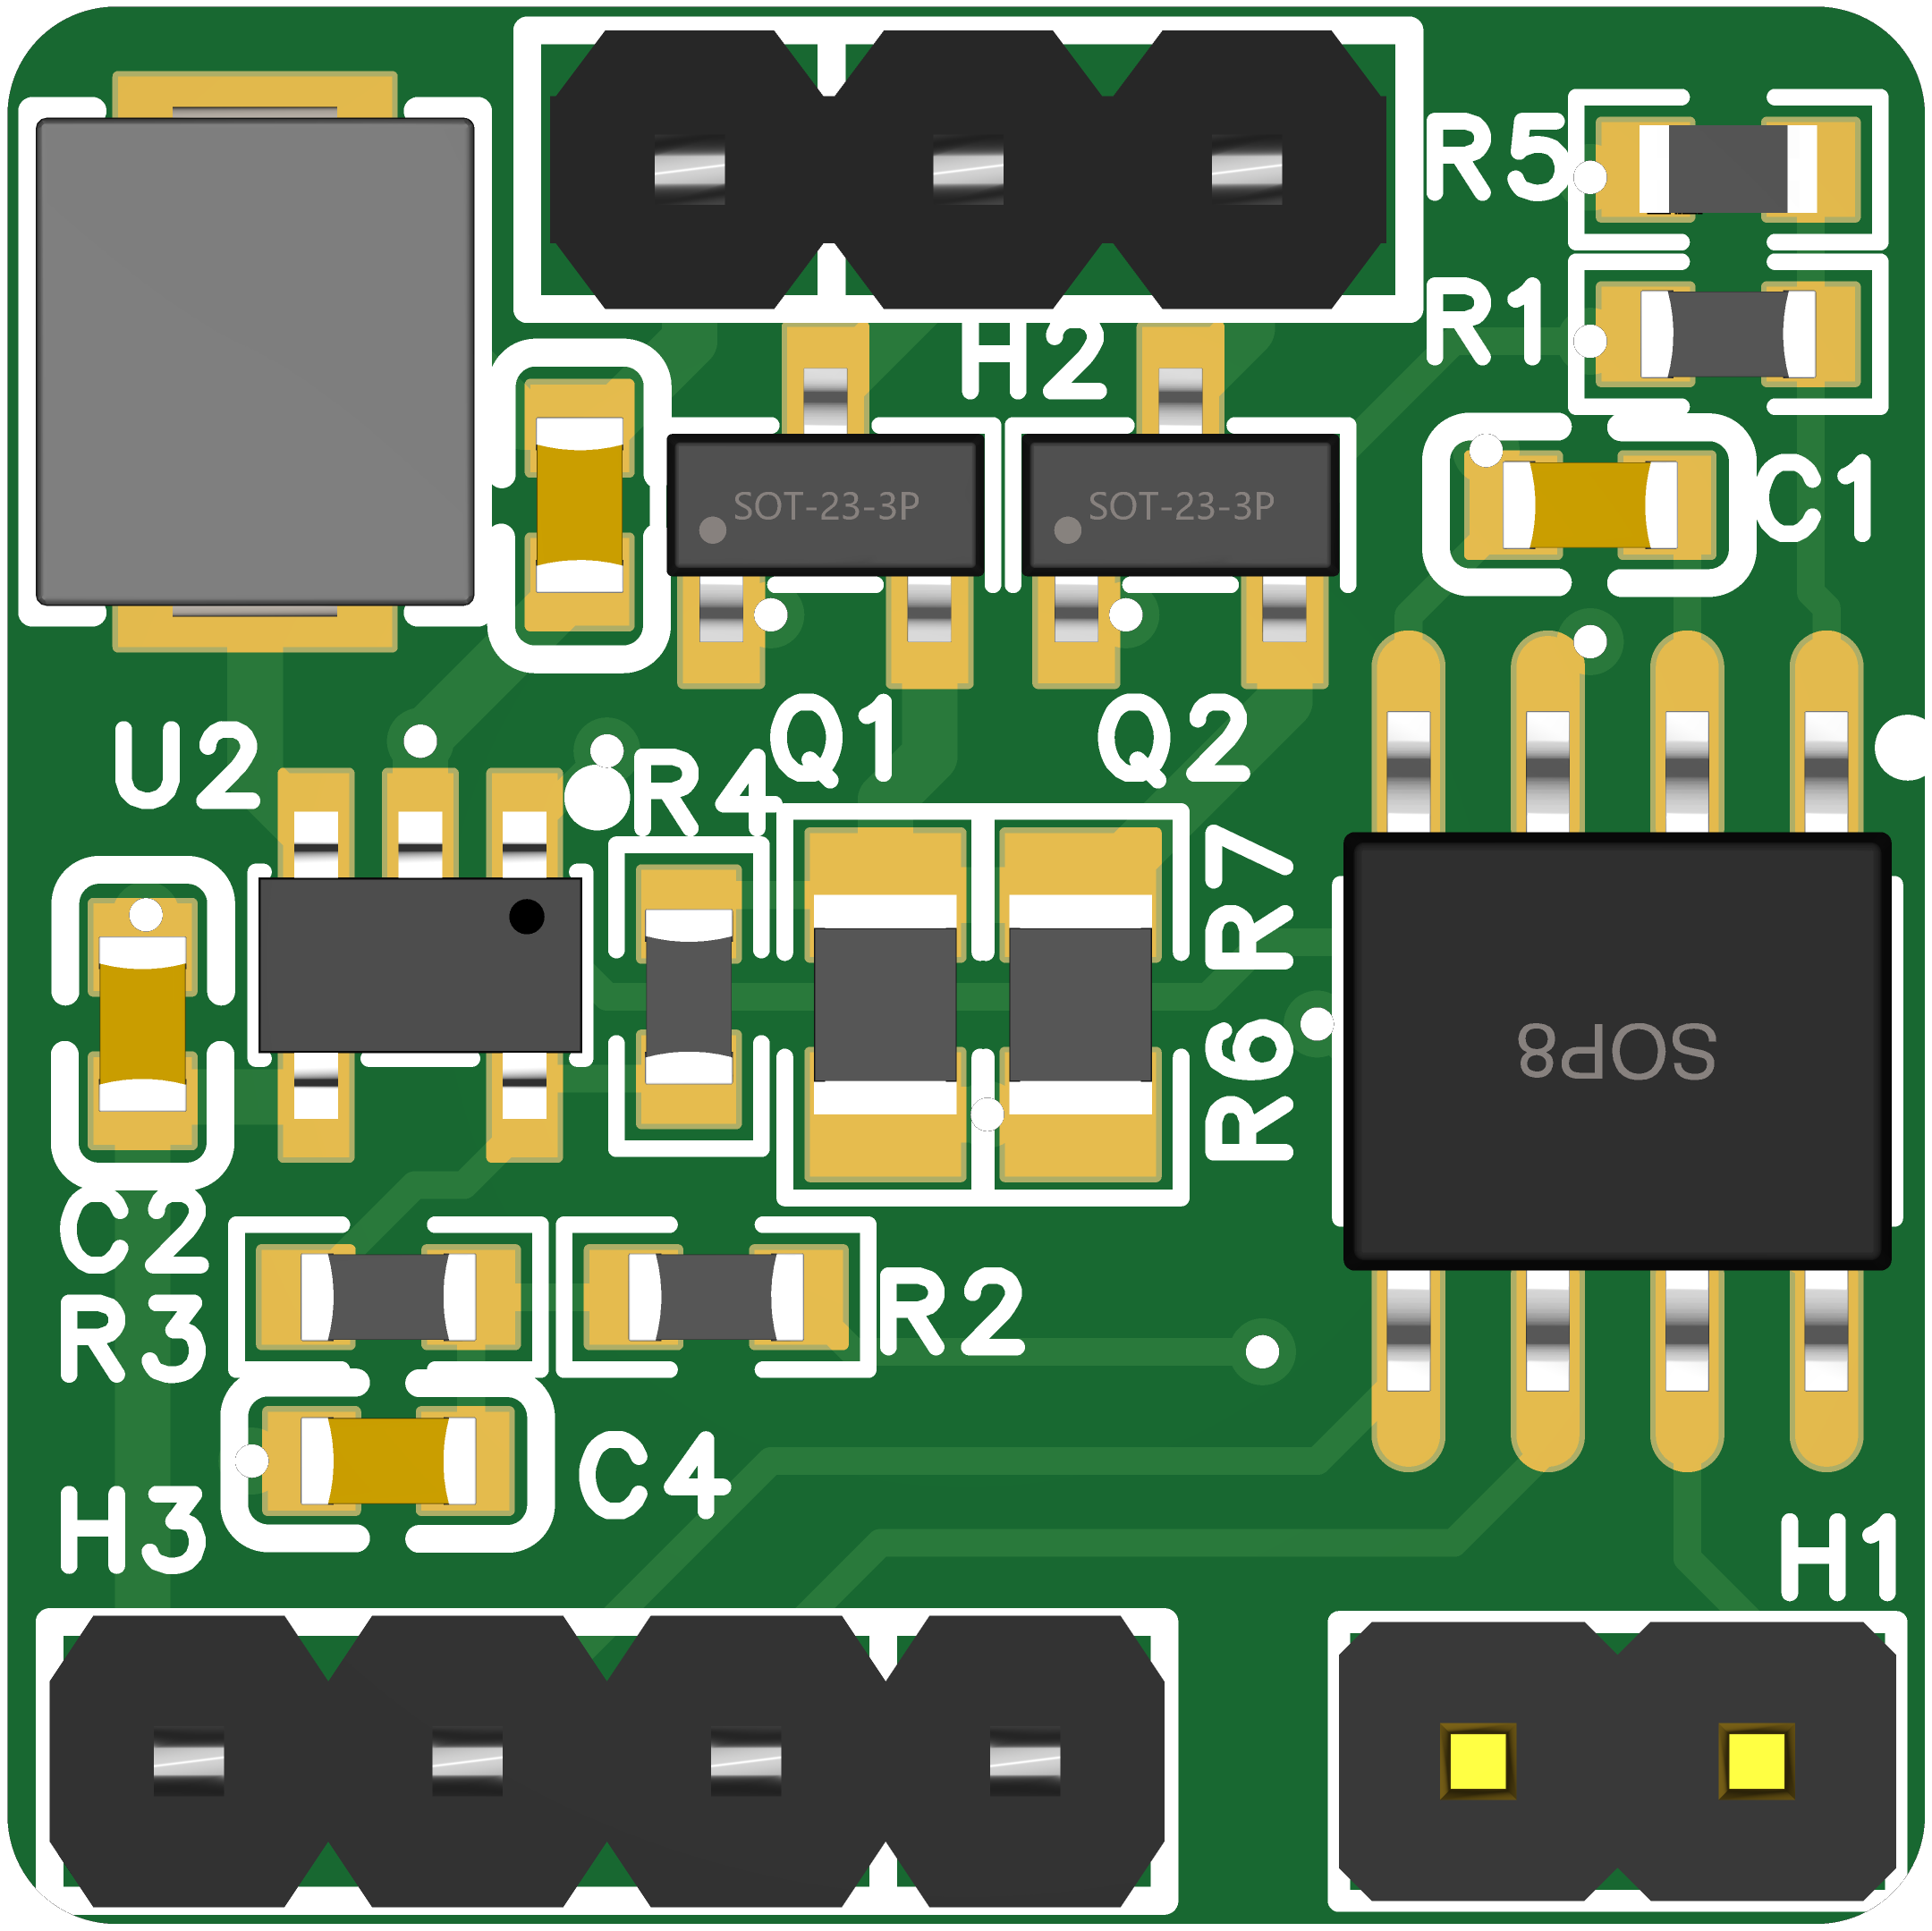 R5
R1
H2
C1
SOT-23-3P
SOT-23-3P
Q1
Q2
U2
R4
R7
R6
SOP8
C2
R3
R2
C4
H3
H1